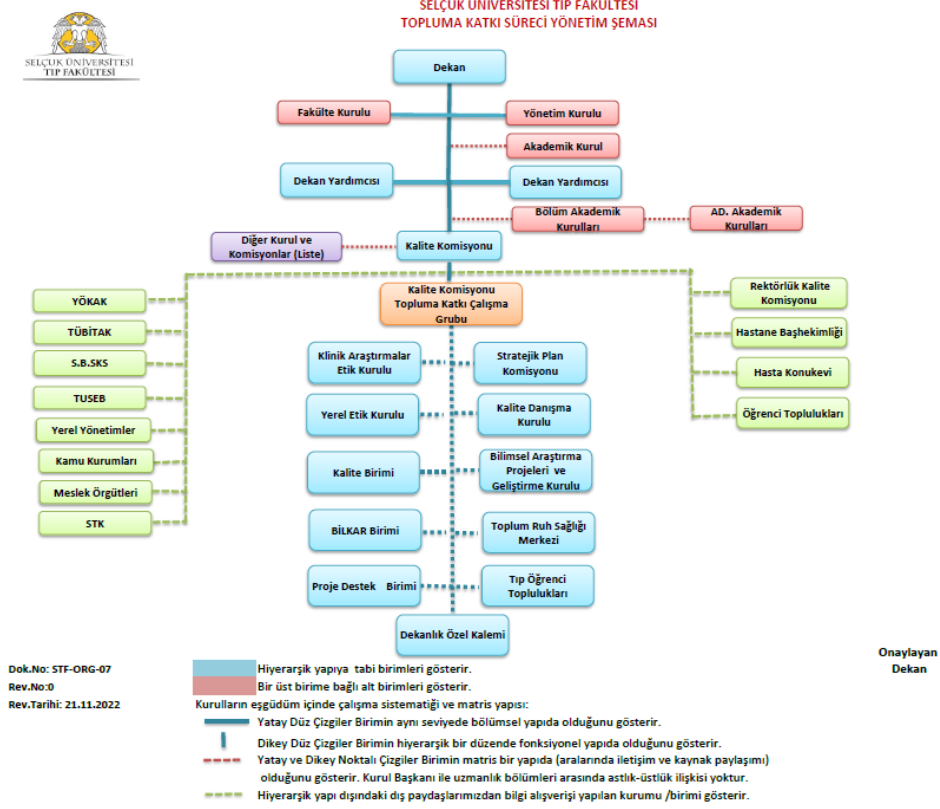 SELÇUK ÜNİVERSİTESİ TIP FAKÜLTESİ
TOPLUMA KATKI SÜRECİ YÖNETİM ŞEMASI
SELÇUK ÜNİVERSİTESİ
TIP FAKÜLTESİ
Dekan
Fakülte Kurulu
Yönetim Kurulu
Akademik Kurul
Dekan Yardımcısı
Dekan Yardımcısı
Bölüm Akademik
Kurulları
AD. Akademik
Kurulları
Diğer Kurul ve
Komisyonlar (Liste)
Kalite Komisyonu
Kalite Komisyonu
Topluma Katkı Çalışma
Grubu
YÖKAK
TÜBİTAK
S.B.SKS
TUSEB
Yerel Yönetimler
Kamu Kurumları
Meslek Örgütleri
STK
Rektörlük Kalite
Komisyonu
Hastane Başhekimliği
Hasta Konukevi
Öğrenci Toplulukları
Klinik Araştırmalar
Etik Kurulu
Stratejik Plan
Komisyonu
Yerel Etik Kurulu
Kalite Danışma
Kurulu
Kalite Birimi
Bilimsel Araştırma
Projeleri ve
Geliştirme Kurulu
BİLKAR Birimi
Toplum Ruh Sağlığı
Merkezi
Proje Destek Birimi
Tıp Öğrenci
Toplulukları
Dekanlık Özel Kalemi
Onaylayan
Dekan
Dok.No: STF-ORG-07
Rev.No:0
Rev.Tarihi: 21.11.2022
Hiyerarşik yapıya tabi birimleri gösterir.
Bir üst birime bağlı alt birimleri gösterir.
Kurulların eşgüdüm içinde çalışma sistematiği ve matris yapısı:
Yatay Düz Çizgiler Birimin aynı seviyede bölümsel yapıda olduğunu gösterir.
Dikey Düz Çizgiler Birimin hiyerarşik bir düzende fonksiyonel yapıda olduğunu gösterir.
Yatay ve Dikey Noktalı Çizgiler Birimin matris bir yapıda (aralarında iletişim ve kaynak paylaşımı)
olduğunu gösterir. Kurul Başkanı ile uzmanlık bölümleri arasında astlık-üstlük ilişkisi yoktur.
Hiyerarşik yapı dışındaki dış paydaşlarımızdan bilgi alışverişi yapılan kurumu /birimi gösterir.